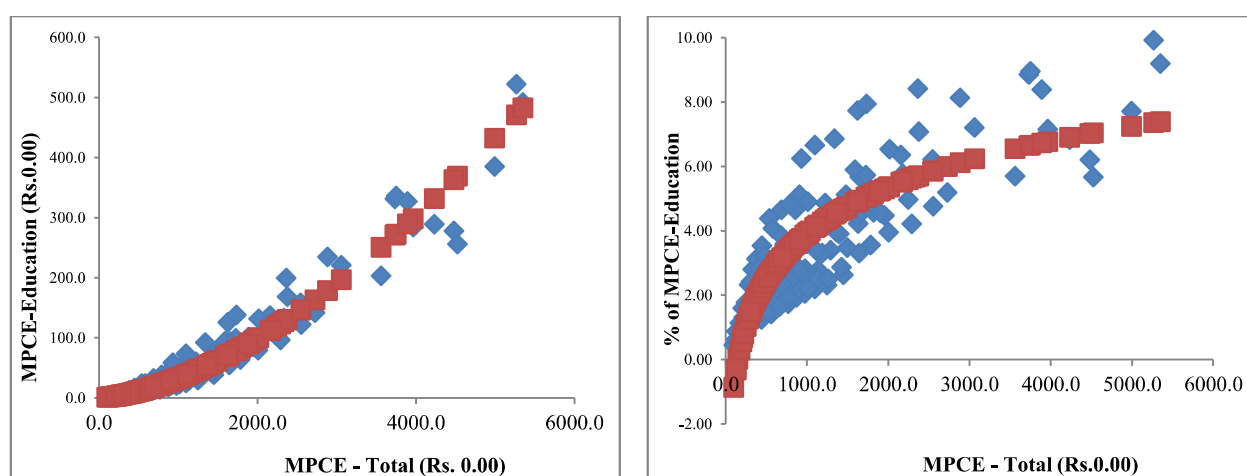 MPCE-Education (Rs.0.00)
600.0
500.0
400.0
300.0
200.0
100.0
0.0
0.0 2000.0 4000.0 6000.0
MPCE - Total (Rs. 0.00)
% of MPCE-Education
10.00
8.00
6.00
4.00
2.00
0.00
-2.00
0.0 1000.0 2000.0 3000.0 4000.0 5000.0 6000.0
MPCE - Total (Rs.0.00)